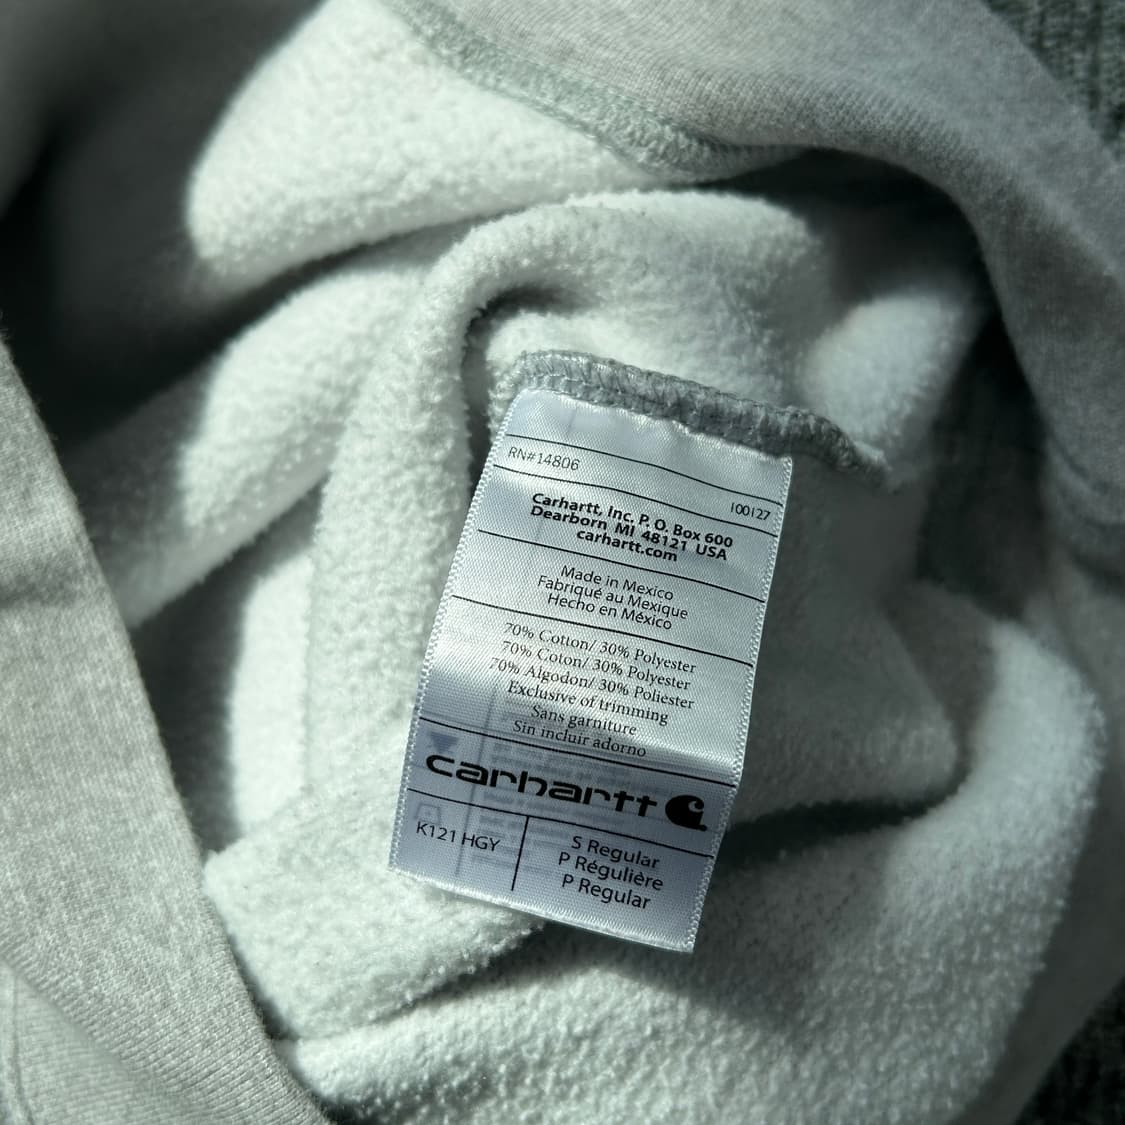 RN#14806
100127
Carhartt, Inc. P. O. Box 600
Dearborn MI 48121 USA
carhartt.com
Made in Mexico
Fabriqué au Mexique
Hecho en México
70% Cotton/ 30% Polyester
70% Coton/ 30% Polyester
70% Algodon/ 30% Poliester
Exclusive of trimming
Sans garniture
Sin incluir adorno
carhartt
K121 HGY
S Regular
P Régulière
P Regular